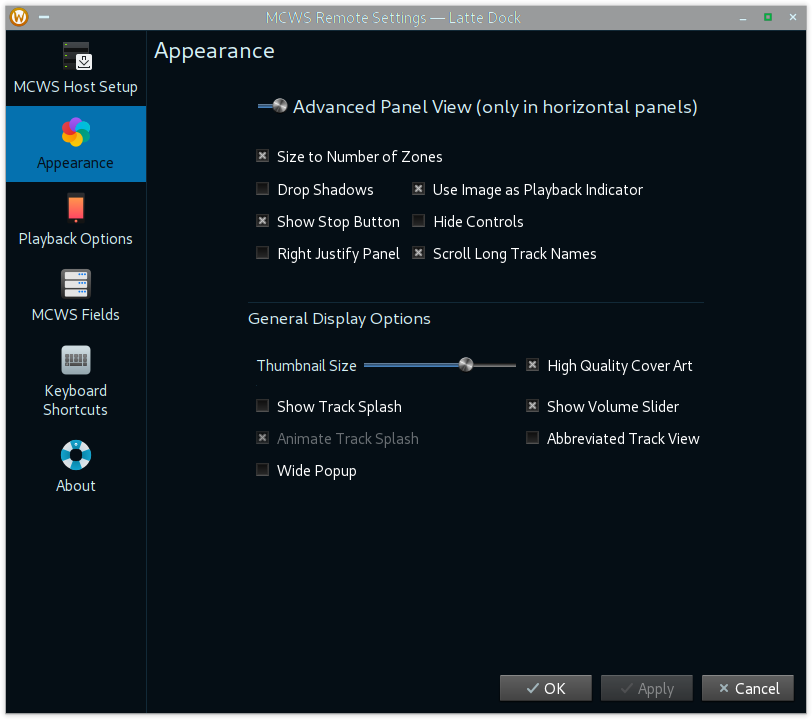 MCWS Remote Settings — Latte Dock
MCWS Host Setup
Appearance
Playback Options
MCWS Fields
Keyboard
Shortcuts
About
Appearance
Advanced Panel View (only in horizontal panels)
Size to Number of Zones
Drop Shadows
Use Image as Playback Indicator
Show Stop Button
Hide Controls
Right Justify Panel
Scroll Long Track Names
General Display Options
Thumbnail Size
High Quality Cover Art
Show Track Splash
Show Volume Slider
Animate Track Splash
Abbreviated Track View
Wide Popup
OK
Apply
Cancel